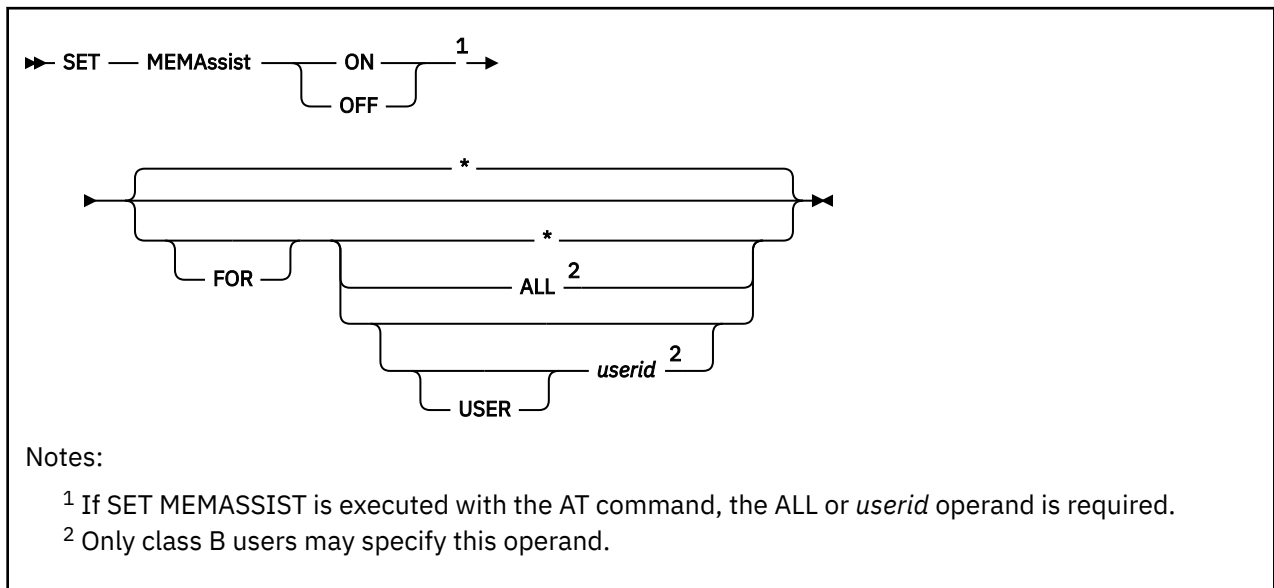 SET MEMAssist ON 1
OFF
*
*
FOR ALL 2
userid 2
USER
Notes:
1 If SET MEMASSIST is executed with the AT command, the ALL or userid operand is required.
2 Only class B users may specify this operand.